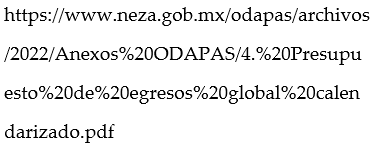 https://www.neza.gob.mx/odapas/archivos
/2022/Anexos%20ODAPAS/4.%20Presupu
esto%20de%20egresos%20global%20calen
darizado.pdf